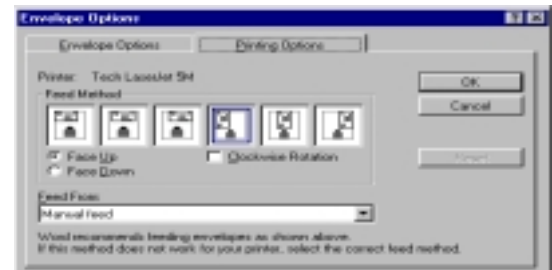 Envelope Options
Envelope Options Printing Options
Printer: Tech LaserJet 5M
Feed Method
Face Up Clockwise Rotation
Face Down
Feed From:
Manual feed
Word recommends feeding envelopes as shown above.
If this method does not work for your printer, select the correct feed method.
OK
Cancel
Reset